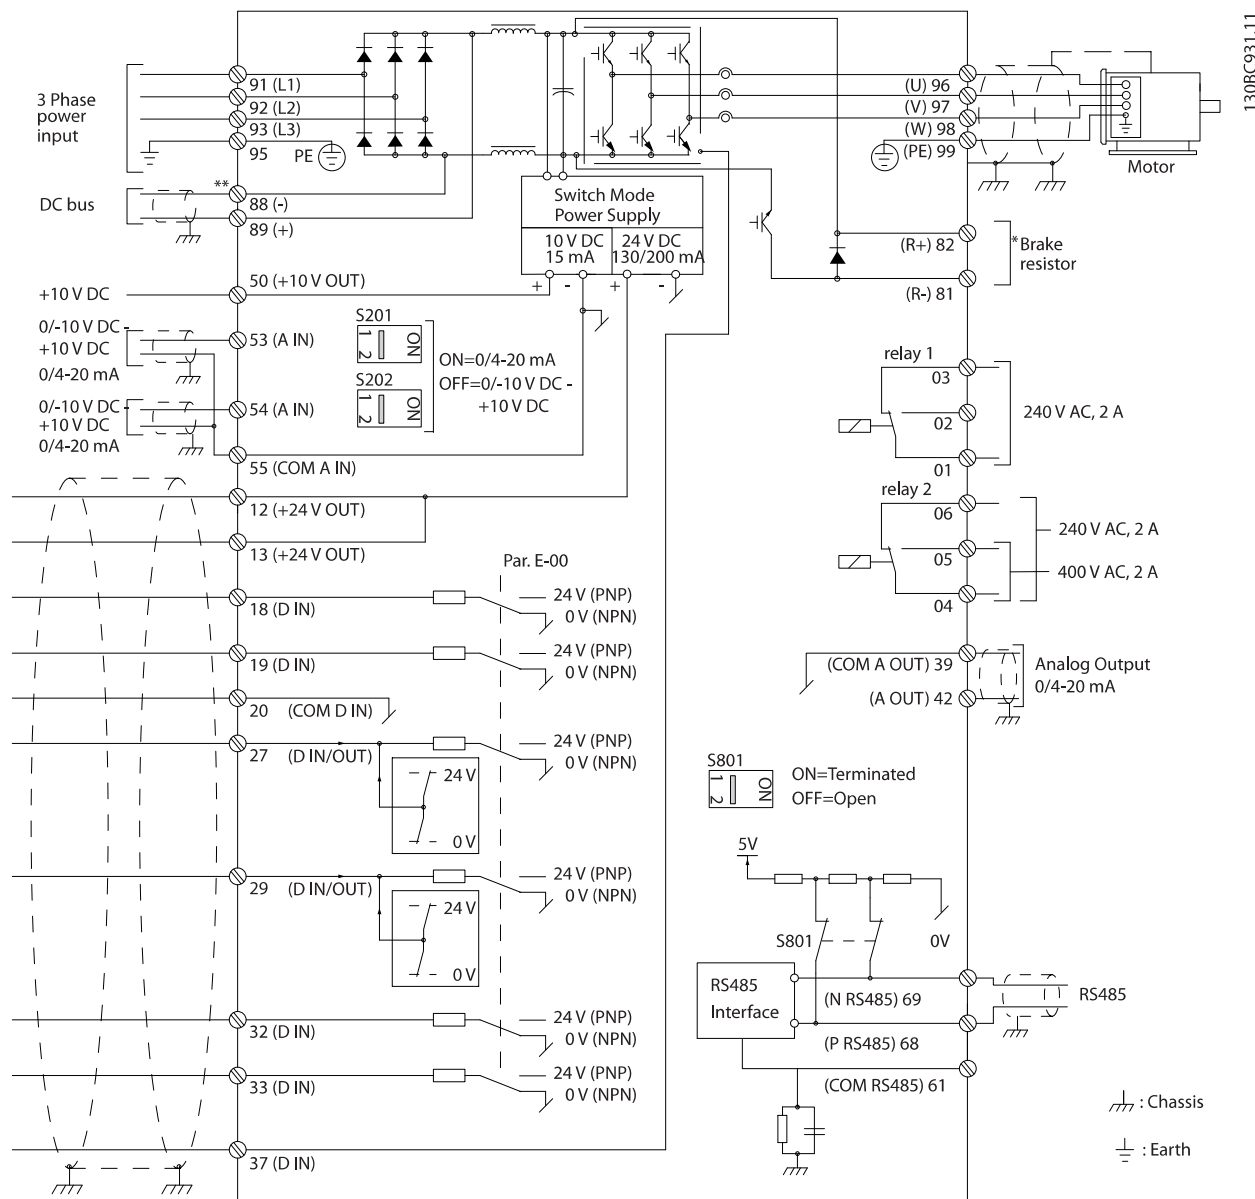 130BC931.11
3 Phase
power
input
91 (L1)
92 (L2)
93 (L3)
95
PE
DC bus
**
88 (-)
89 (+)
Switch Mode
Power Supply
10 V DC
15 mA
24 V DC
130/200 mA
+
-
+
-
(U) 96
(V) 97
(W) 98
(PE) 99
Motor
(R+) 82
(R-) 81
*Brake
resistor
+10 V DC
50 (+10 V OUT)
0/-10 V DC -
+10 V DC
0/4-20 mA
53 (A IN)
0/-10 V DC -
+10 V DC
0/4-20 mA
54 (A IN)
55 (COM A IN)
S201
1
2
ON
S202
1
2
ON
ON=0/4-20 mA
OFF=0/-10 V DC -
+10 V DC
relay 1
03
02
01
240 V AC, 2 A
relay 2
06
05
04
240 V AC, 2 A
400 V AC, 2 A
12 (+24 V OUT)
13 (+24 V OUT)
Par. E-00
18 (D IN)
24 V (PNP)
0 V (NPN)
19 (D IN)
24 V (PNP)
0 V (NPN)
20 (COM D IN)
27 (D IN/OUT)
24 V (PNP)
0 V (NPN)
24 V
0 V
29 (D IN/OUT)
24 V (PNP)
0 V (NPN)
24 V
0 V
32 (D IN)
24 V (PNP)
0 V (NPN)
33 (D IN)
24 V (PNP)
0 V (NPN)
37 (D IN)
(COM A OUT) 39
(A OUT) 42
Analog Output
0/4-20 mA
S801
1
2
ON
ON=Terminated
OFF=Open
5V
S801
0V
RS485
Interface
(N RS485) 69
(P RS485) 68
(COM RS485) 61
RS485
: Chassis
: Earth